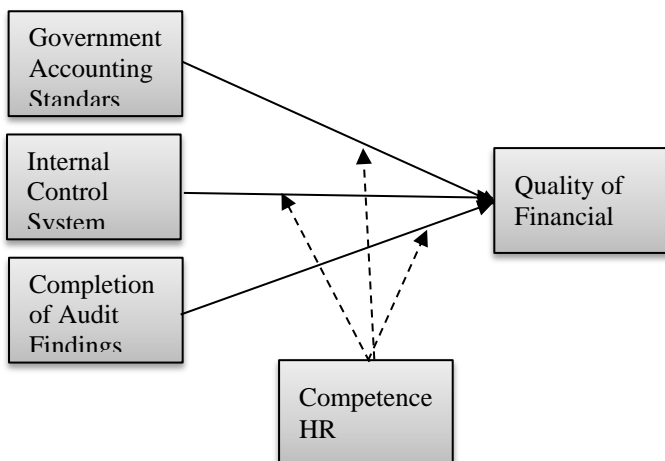 Government
Accounting
Standars
Internal
Control
System
Completion
of Audit
Findings
Quality of
Financial
Competence
HR